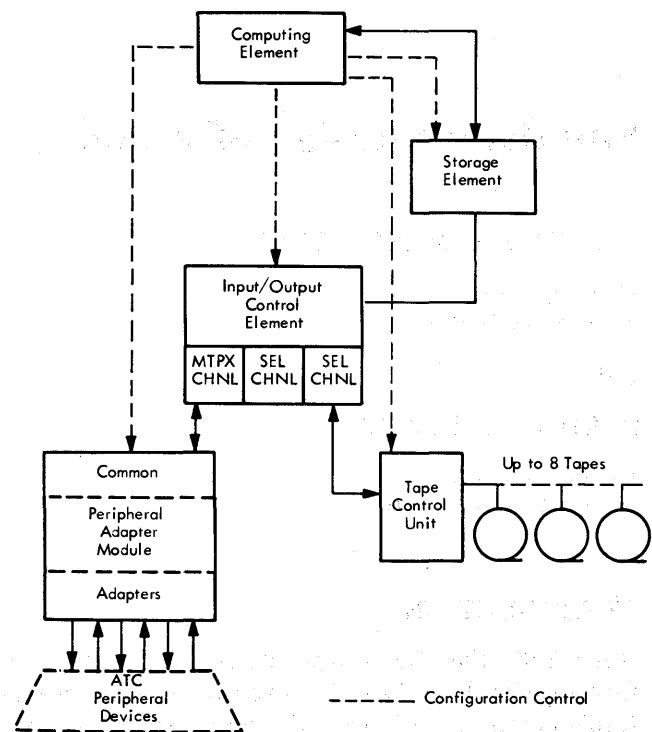 Computing
Element
Storage
Element
Input/Output
Control
Element
MTPX
CHNL
SEL
CHNL
SEL
CHNL
Common
Peripheral
Adapter
Module
Adapters
Tape
Control
Unit
Up to 8 Tapes
ATC
Peripheral
Devices
Configuration Control